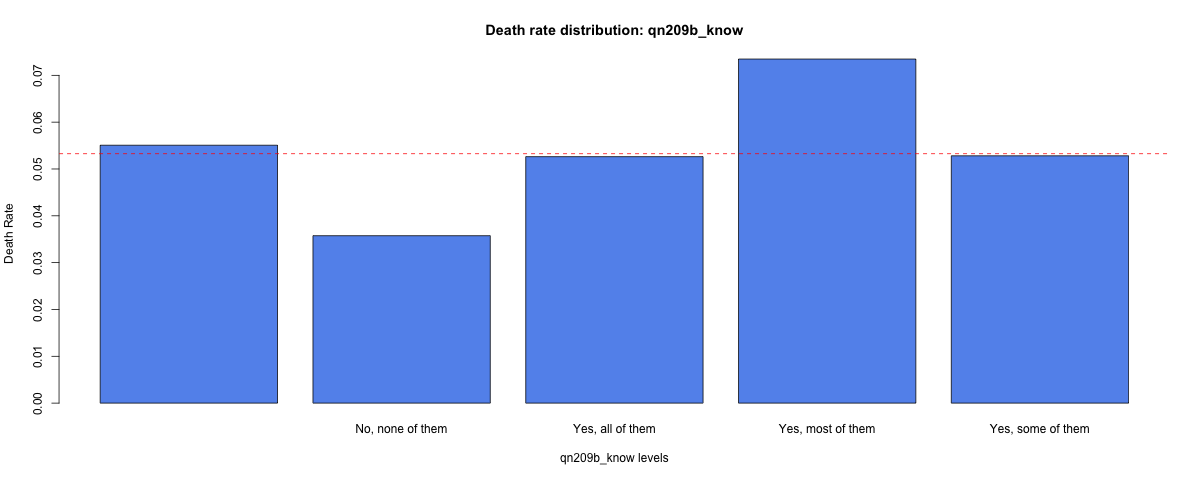 Death rate distribution: qn209b_know
Death Rate
0.07
0.06
0.05
0.04
0.03
0.02
0.01
0.00
No, none of them
Yes, all of them
Yes, most of them
Yes, some of them
qn209b_know levels